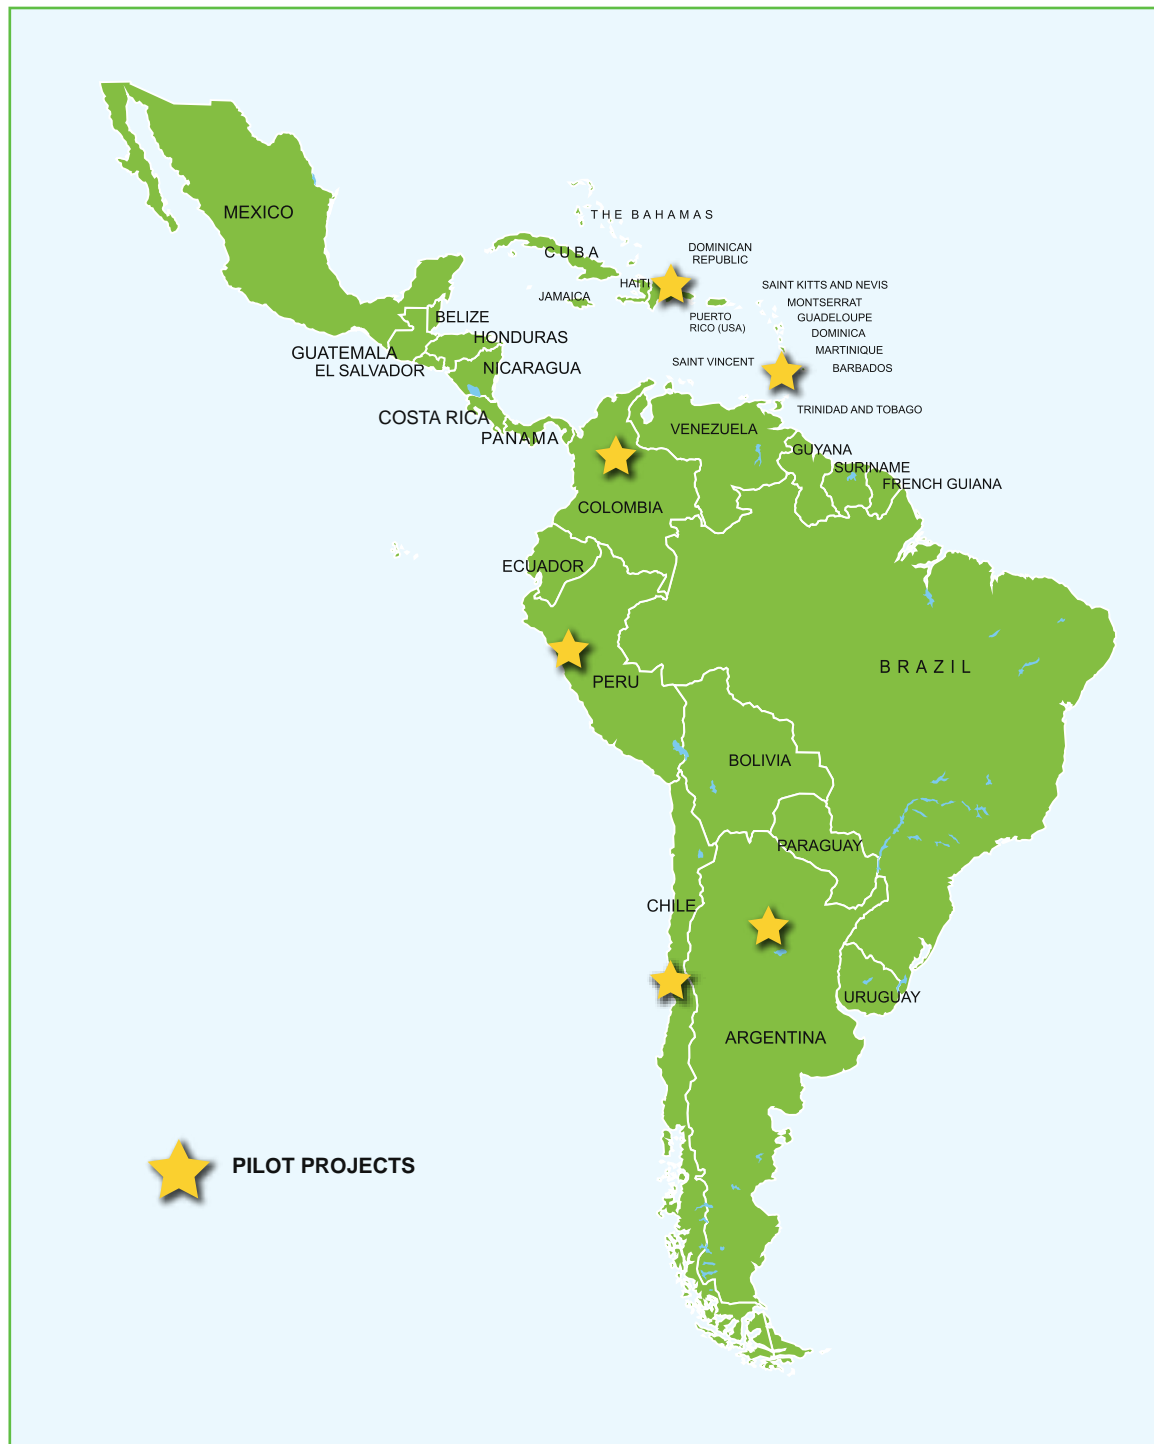 MEXICO
THE BAHAMAS
CUBA
DOMINICAN
REPUBLIC
HAITI
JAMAICA
SAINT KITTS AND NEVIS
MONTSERRAT
GUADELOUPE
PUERTO
RICO (USA)
DOMINICA
MARTINIQUE
SAINT VINCENT
BARBADOS
BELIZE
HONDURAS
GUATEMALA
EL SALVADOR
NICARAGUA
COSTA RICA
PANAMA
TRINIDAD AND TOBAGO
VENEZUELA
GUYANA
SURINAME
FRENCH GUIANA
COLOMBIA
ECUADOR
BRAZIL
PERU
BOLIVIA
PARAGUAY
CHILE
URUGUAY
ARGENTINA
PILOT PROJECTS